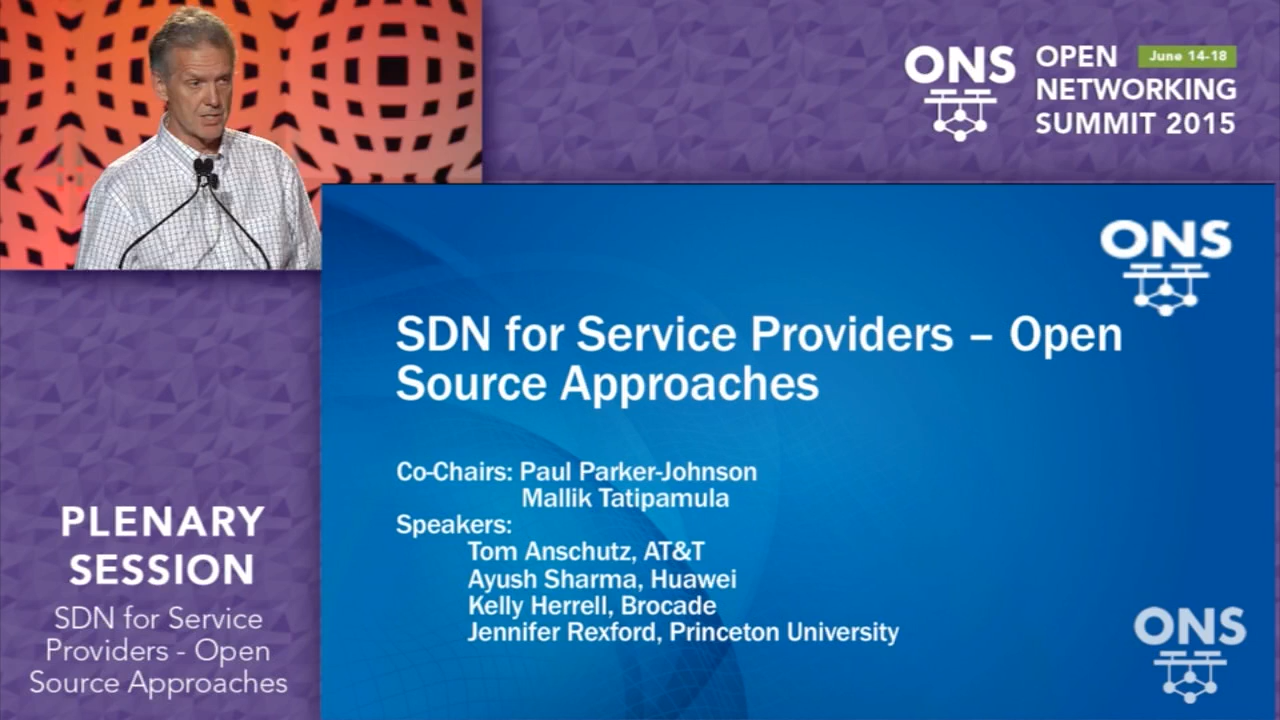 ONS
OPEN June 14-18
NETWORKING
SUMMIT 2015
ONS
SDN for Service Providers – Open
Source Approaches
Co-Chairs: Paul Parker-Johnson
Mallik Tatipamula
Speakers:
Tom Anschutz, AT&T
Ayush Sharma, Huawei
Kelly Herrell, Brocade
Jennifer Rexford, Princeton University
ONS
PLENARY
SESSION
SDN for Service
Providers - Open
Source Approaches